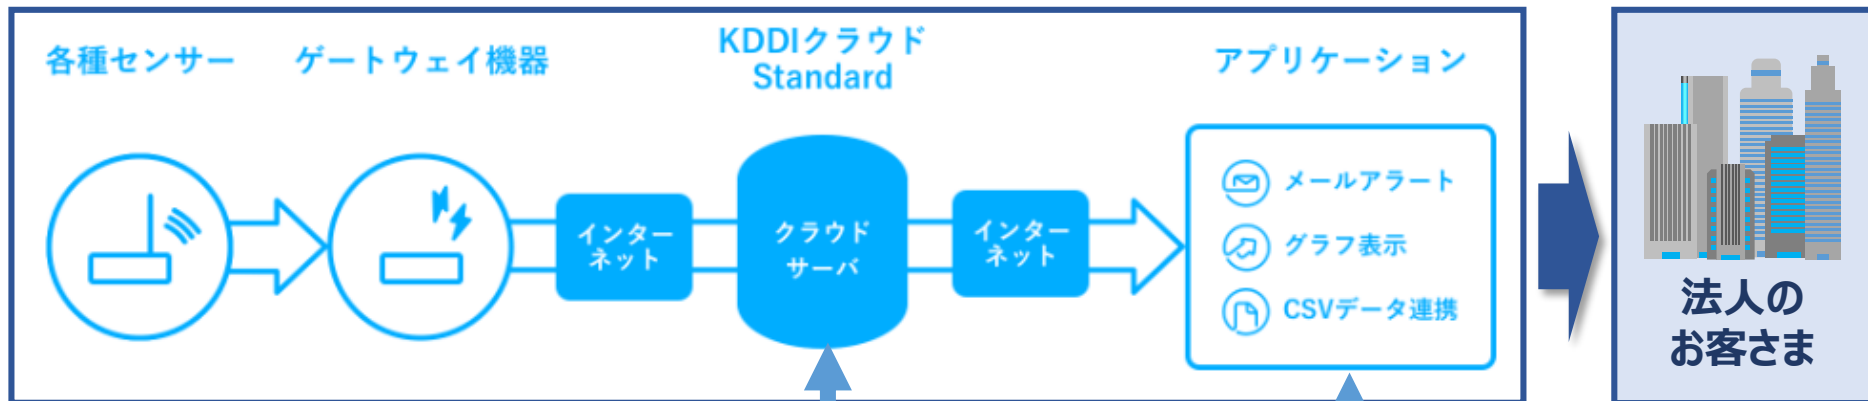 各種センサー
ゲートウェイ機器
KDDIクラウド
Standard
アプリケーション
インター
ネット
クラウド
サーバ
インター
ネット
メールアラート
グラフ表示
CSVデータ連携
法人の
お客さま